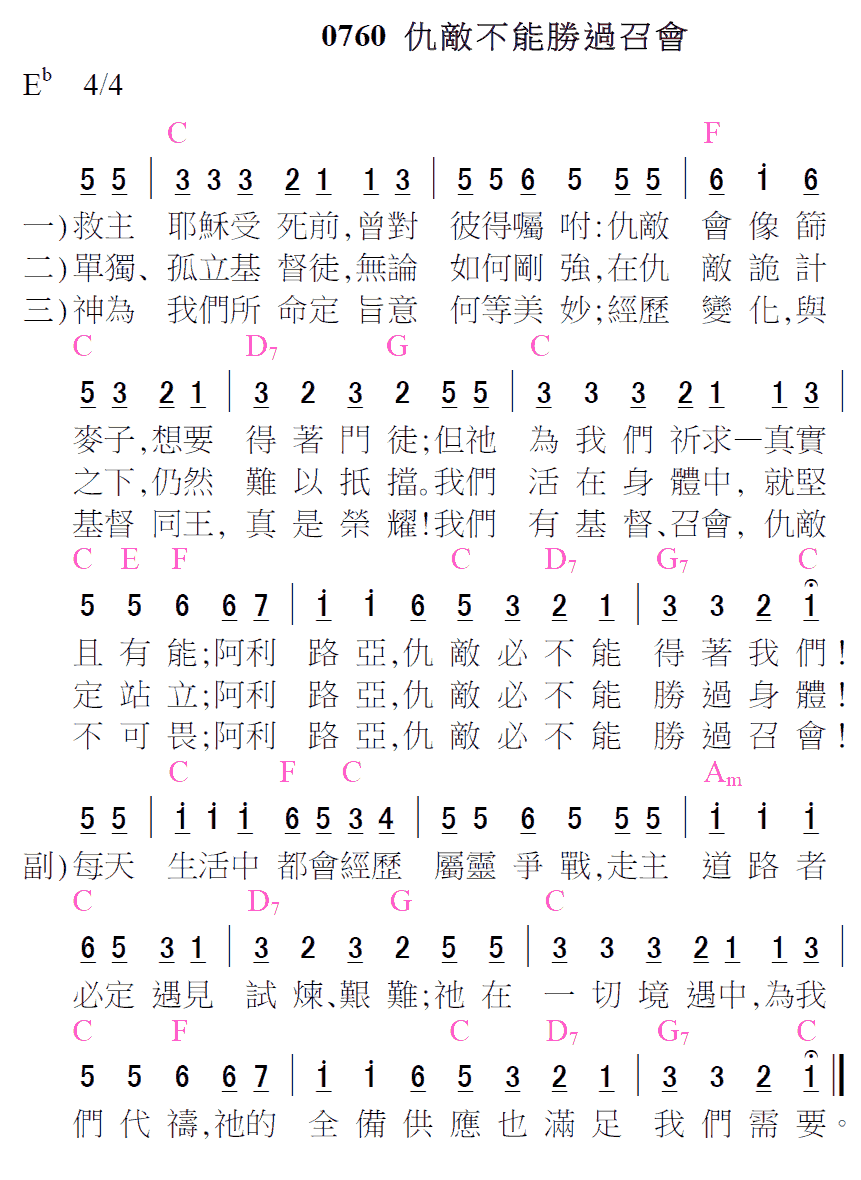 0760 仇敵不能勝過召會
E♭ 4/4
C F
5 5 | 3 3 3 2 1 1 3 | 5 5 6 5 5 5 | 6 i 6
一)救主 耶穌受死前,曾對 彼得囑咐:仇敵 會像篩
二)單獨、孤立基督徒,無論 如何剛強,在仇 敵詭計
三)神為 我們所命定旨意 何等美妙;經歷 變化,與
C D7 G C
5 3 2 1 | 3 2 3 2 5 5 | 3 3 3 2 1 1 3 |
麥子,想要 得著門徒;但祂 為我們祈求—真實
之下,仍然 難以抵擋。我們 活在身體中, 就堅
基督同王, 真是榮耀!我們 有基督、召會, 仇敵
C E F C D7 G7 C
5 5 6 6 7 | i i 6 5 3 2 1 | 3 3 2 1
且有能;阿利 路亞,仇敵必不能 得著我們!
定站立;阿利 路亞,仇敵必不能 勝過身體!
不可畏;阿利 路亞,仇敵必不能 勝過召會!
C F C Am
5 5 | i i i 6 5 3 4 | 5 5 6 5 5 5 | i i i
副)每天 生活中都會經歷 屬靈爭戰,走主 道路者
C D7 G C
6 5 3 1 | 3 2 3 2 5 5 | 3 3 3 2 1 1 3 |
必定遇見 試煉、艱難;祂在 一切境遇中,為我
C F C D7 G7 C
5 5 6 6 7 | i i 6 5 3 2 1 | 3 3 2 1 ||
們代禱,祂的 全備供應也滿足 我們需要。